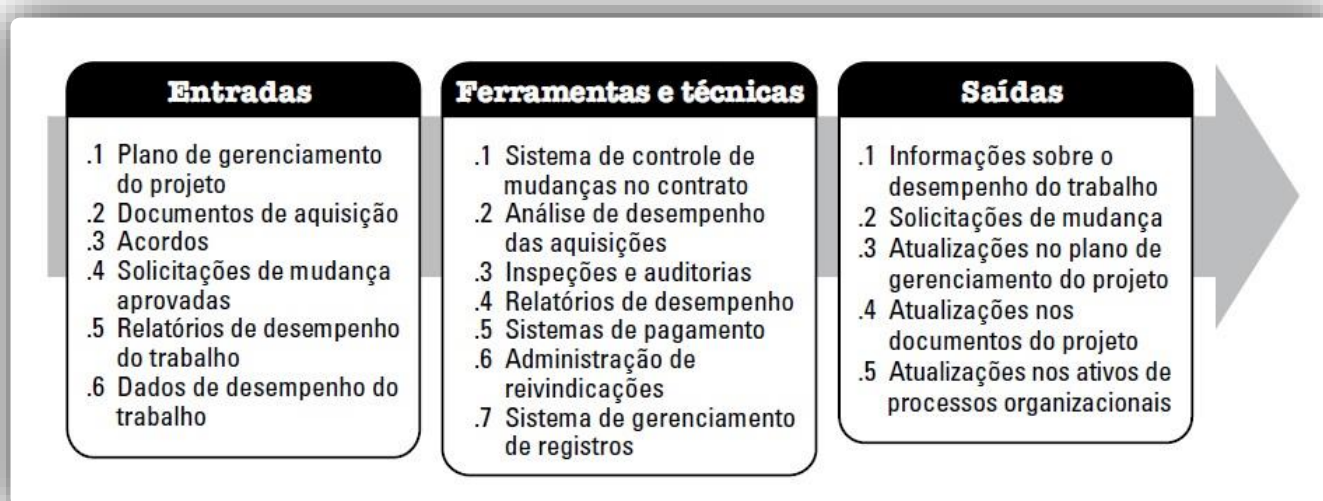 Entradas
.1 Plano de gerenciamento
do projeto
.2 Documentos de aquisição
.3 Acordos
.4 Solicitações de mudança
aprovadas
.5 Relatórios de desempenho
do trabalho
.6 Dados de desempenho do
trabalho
Ferramentas e técnicas
.1 Sistema de controle de
mudanças no contrato
.2 Análise de desempenho
das aquisições
.3 Inspeções e auditorias
.4 Relatórios de desempenho
.5 Sistemas de pagamento
.6 Administração de
reivindicações
.7 Sistema de gerenciamento
de registros
Saídas
.1 Informações sobre o
desempenho do trabalho
.2 Solicitações de mudança
.3 Atualizações no plano de
gerenciamento do projeto
.4 Atualizações nos
documentos do projeto
.5 Atualizações nos ativos de
processos organizacionais